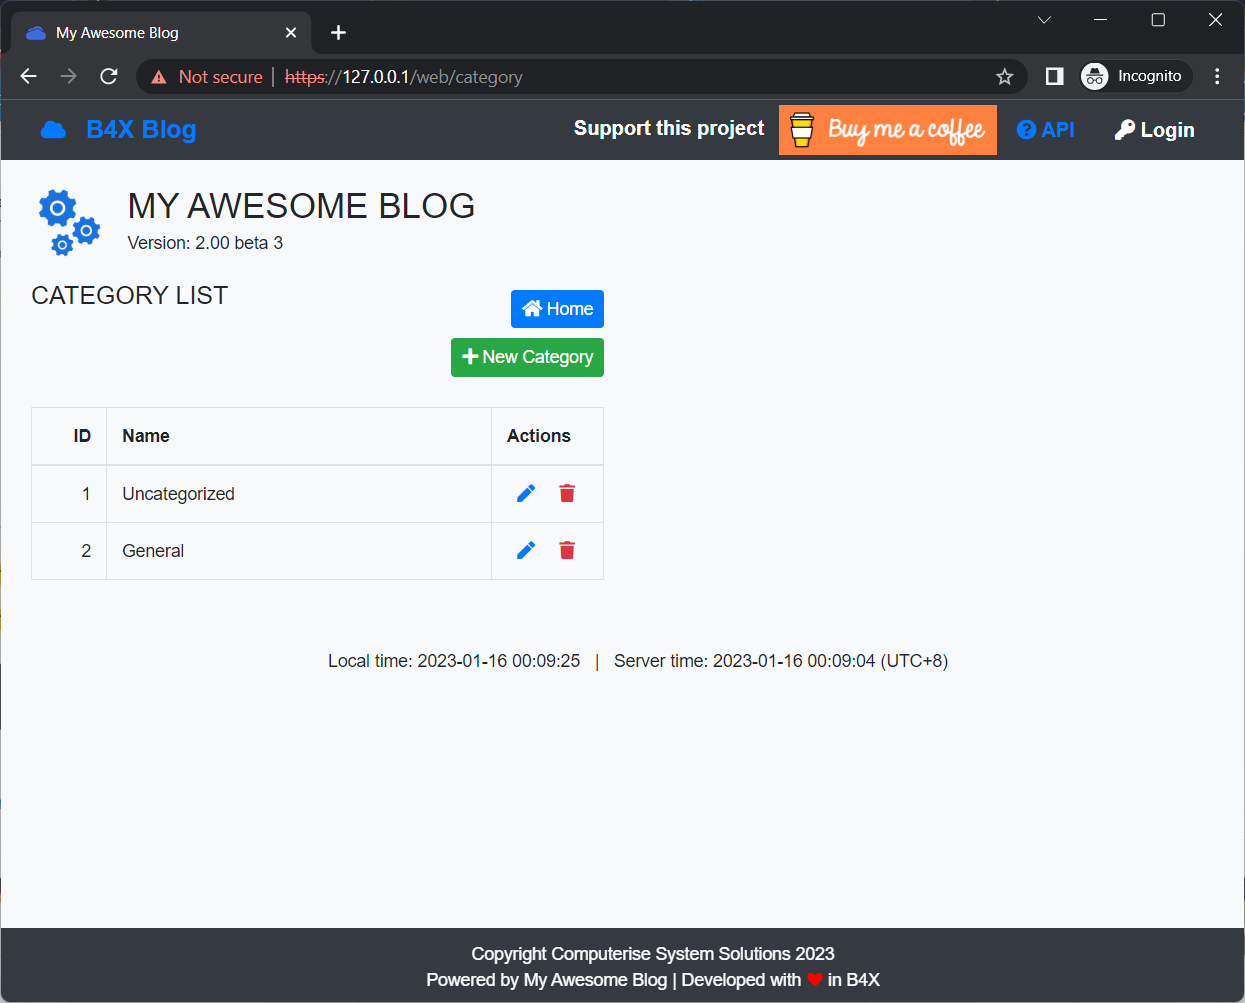 My Awesome Blog
Not secure | https://127.0.0.1/web/category
Incognito
B4X Blog
Support this project
Buy me a coffee
API
Login
MY AWESOME BLOG
Version: 2.00 beta 3
CATEGORY LIST
Home
New Category
ID Name Actions
1 Uncategorized
2 General
Local time: 2023-01-16 00:09:25 | Server time: 2023-01-16 00:09:04 (UTC+8)
Copyright Computerise System Solutions 2023
Powered by My Awesome Blog | Developed with ❤ in B4X